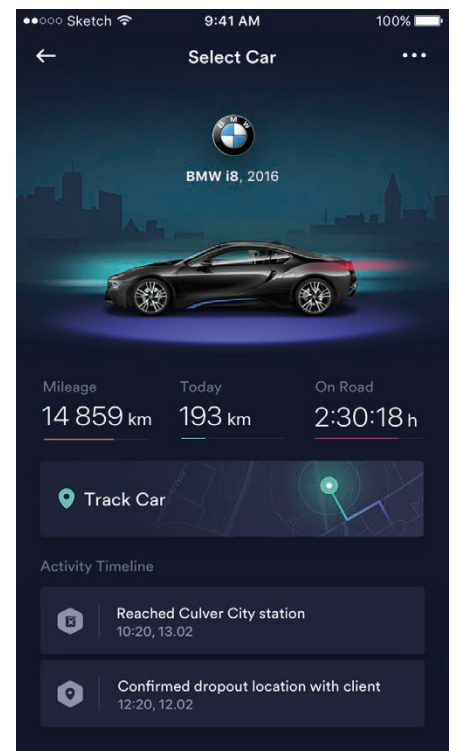 Sketch 9:41 AM 100%
Select Car
BMW
BMW i8, 2016
Mileage Today On Road
14 859 km 193 km 2:30:18 h
Track Car
Activity Timeline
Reached Culver City station
10:20, 13.02
Confirmed dropout location with client
12:20, 12.02